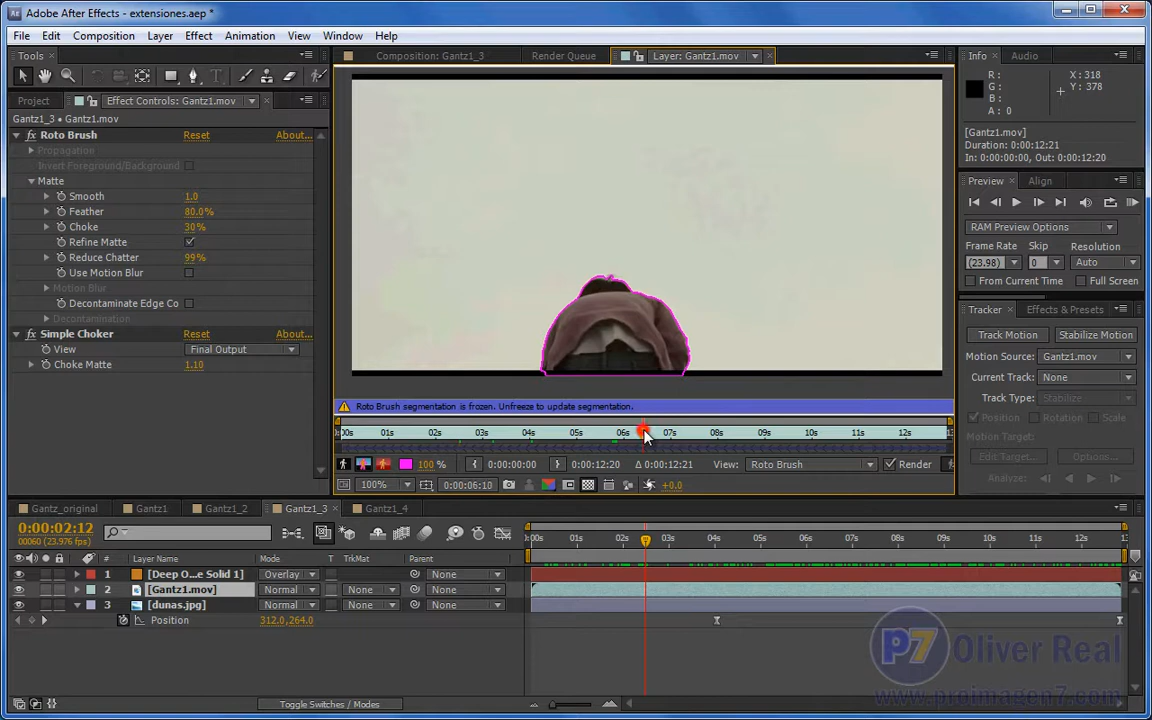 Adobe After Effects - extensiones.aep *
File Edit Composition Layer Effect Animation View Window Help
Tools
Composition: Gantz1_3
Render Queue
Layer: Gantz1.mov
Info
Audio
R:
G:
B:
A: 0
X: 318
Y: 378
[Gantz1.mov]
Duration: 0:00:12:21
In: 0:00:00:00, Out: 0:00:12:20
Project
Effect Controls: Gantz1.mov
Gantz1_3 • Gantz1.mov
fx Roto Brush Reset About...
Propagation
Invert Foreground/Background
Matte
Smooth 1.0
Feather 80.0%
Choke 30%
Refine Matte
Reduce Chatter 99%
Use Motion Blur
Motion Blur
Decontaminate Edge Co
Decontamination
fx Simple Choker Reset About...
View Final Output
Choke Matte 1.10
Preview
Align
RAM Preview Options
Frame Rate Skip Resolution
(23.98) 0 Auto
From Current Time Full Screen
Tracker
Effects & Presets
Track Motion Stabilize Motion
Motion Source: Gantz1.mov
Current Track: None
Track Type: Stabilize
Position Rotation Scale
Motion Target:
Edit Target... Options...
Analyze:
Roto Brush segmentation is frozen. Unfreeze to update segmentation.
:00s 01s 02s 03s 04s 05s 06s 07s 08s 09s 10s 11s 12s
100 % 0:00:00:00 0:00:12:20 Δ 0:00:12:21 View: Roto Brush Render
100% 0:00:06:10 +0.0
Gantz_original Gantz1 Gantz1_2 Gantz1_3 Gantz1_4
0:00:02:12
00060 (23.976 fps)
:00s 01s 02s 03s 04s 05s 06s 07s 08s 09s 10s 11s 12s 13s
Layer Name Mode T TrkMat Parent
1 [Deep O...e Solid 1] Overlay None
2 [Gantz1.mov] Normal None None
3 [dunas.jpg] Normal None None
Position 312.0,264.0
Toggle Switches / Modes
P7 Oliver Real
www.proimagen7.com